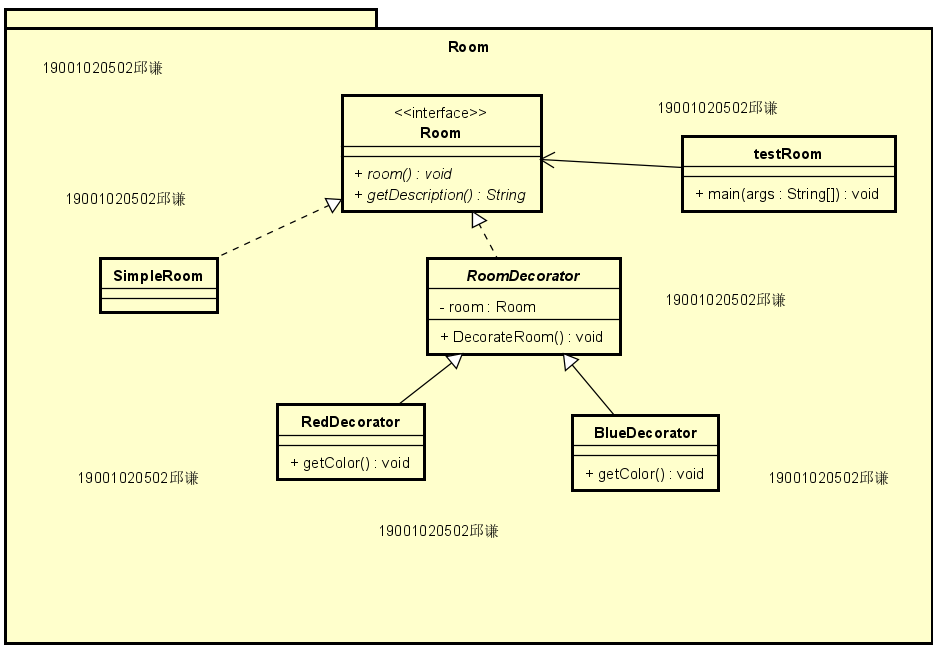 Room
19001020502邱谦
19001020502邱谦
<<interface>>
Room
+ room() : void
+ getDescription() : String
testRoom
+ main(args : String[]) : void
19001020502邱谦
SimpleRoom
RoomDecorator
- room : Room
+ DecorateRoom() : void
19001020502邱谦
RedDecorator
+ getColor() : void
BlueDecorator
+ getColor() : void
19001020502邱谦
19001020502邱谦
19001020502邱谦